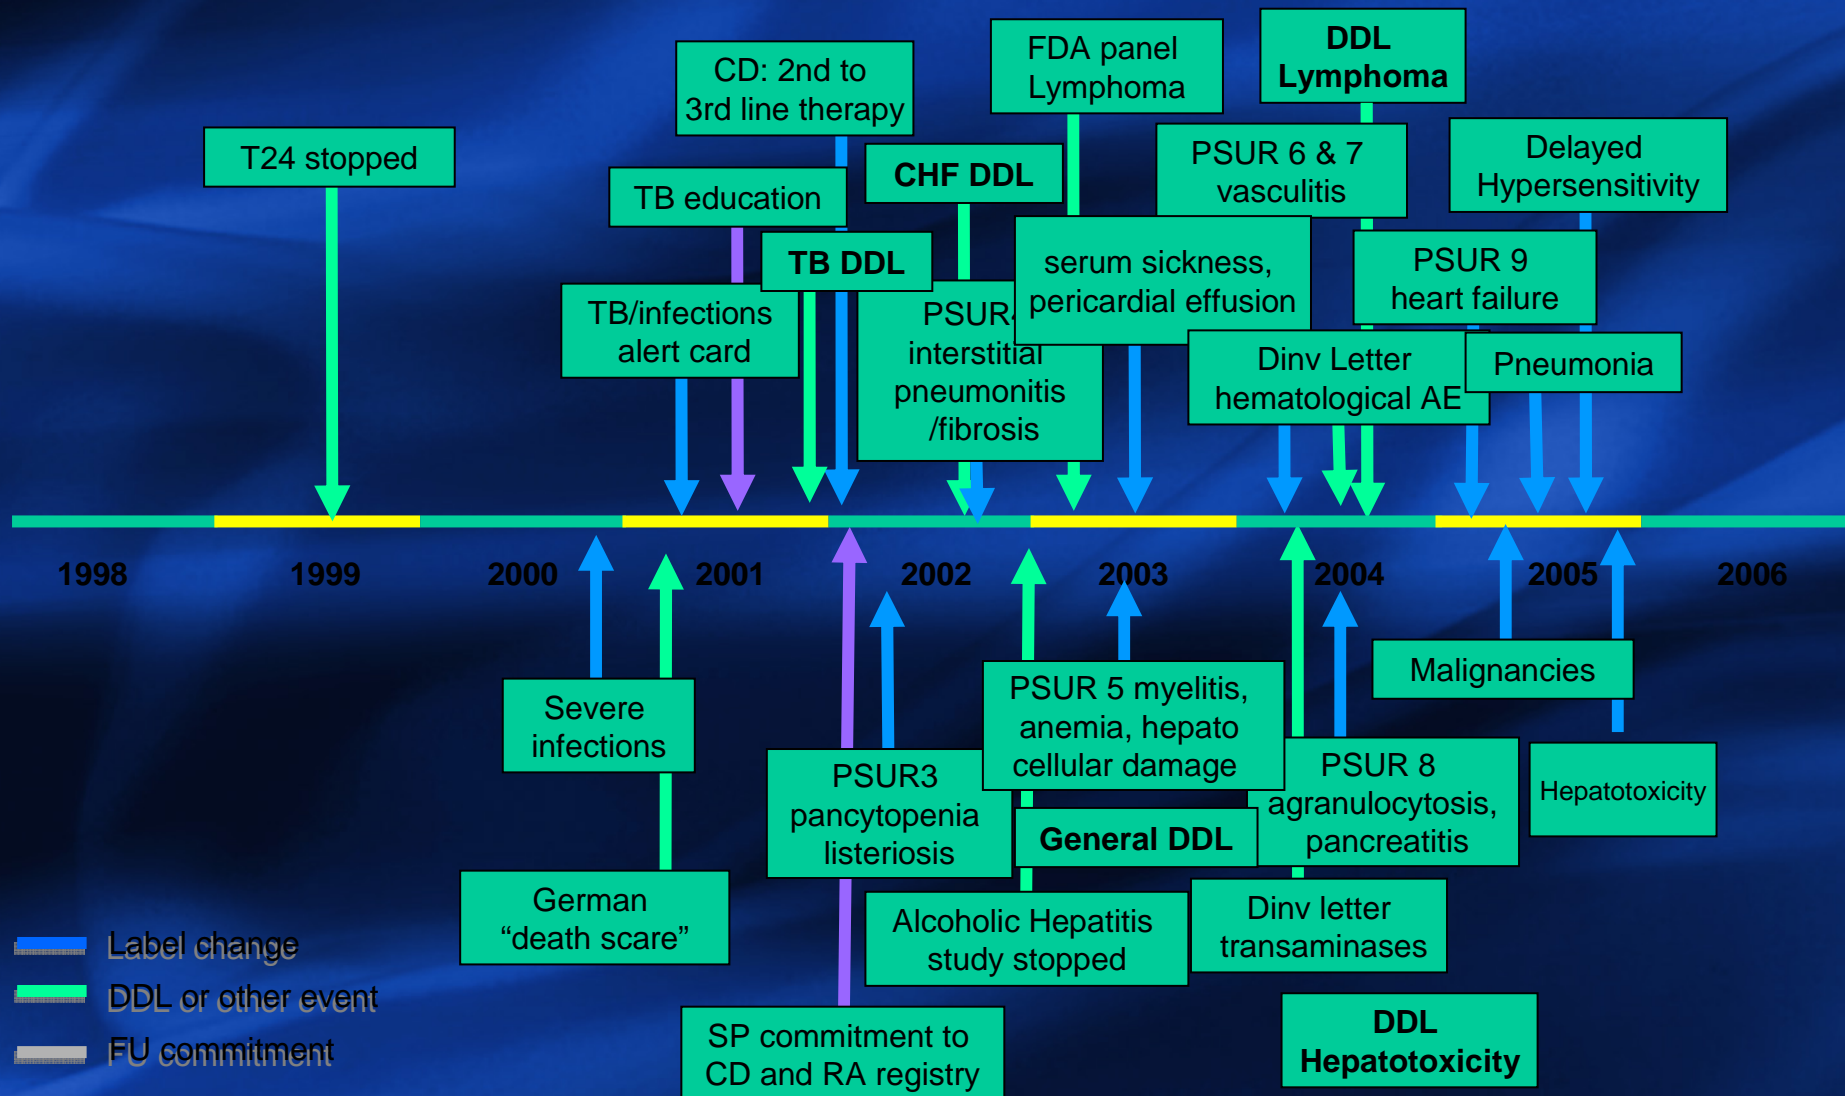 DDL
Lymphoma
FDA panel
Lymphoma
CD: 2nd to
3rd line therapy
T24 stopped
PSUR 6 & 7
vasculitis
Delayed
Hypersensitivity
CHF DDL
TB education
TB DDL
serum sickness,
pericardial effusion
PSUR 9
heart failure
TB/infections
alert card
PSUR
interstitial
pneumonitis
/fibrosis
Dinv Letter
hematological AE
Pneumonia
1998
1999
2000
2001
2002
2003
2004
2005
2006
Severe
infections
PSUR 5 myelitis,
anemia, hepato
cellular damage
Malignancies
PSUR3
pancytopenia
listeriosis
PSUR 8
agranulocytosis,
pancreatitis
Hepatotoxicity
General DDL
German
“death scare”
Alcoholic Hepatitis
study stopped
Dinv letter
transaminases
SP commitment to
CD and RA registry
DDL
Hepatotoxicity
Label change
DDL or other event
FU commitment